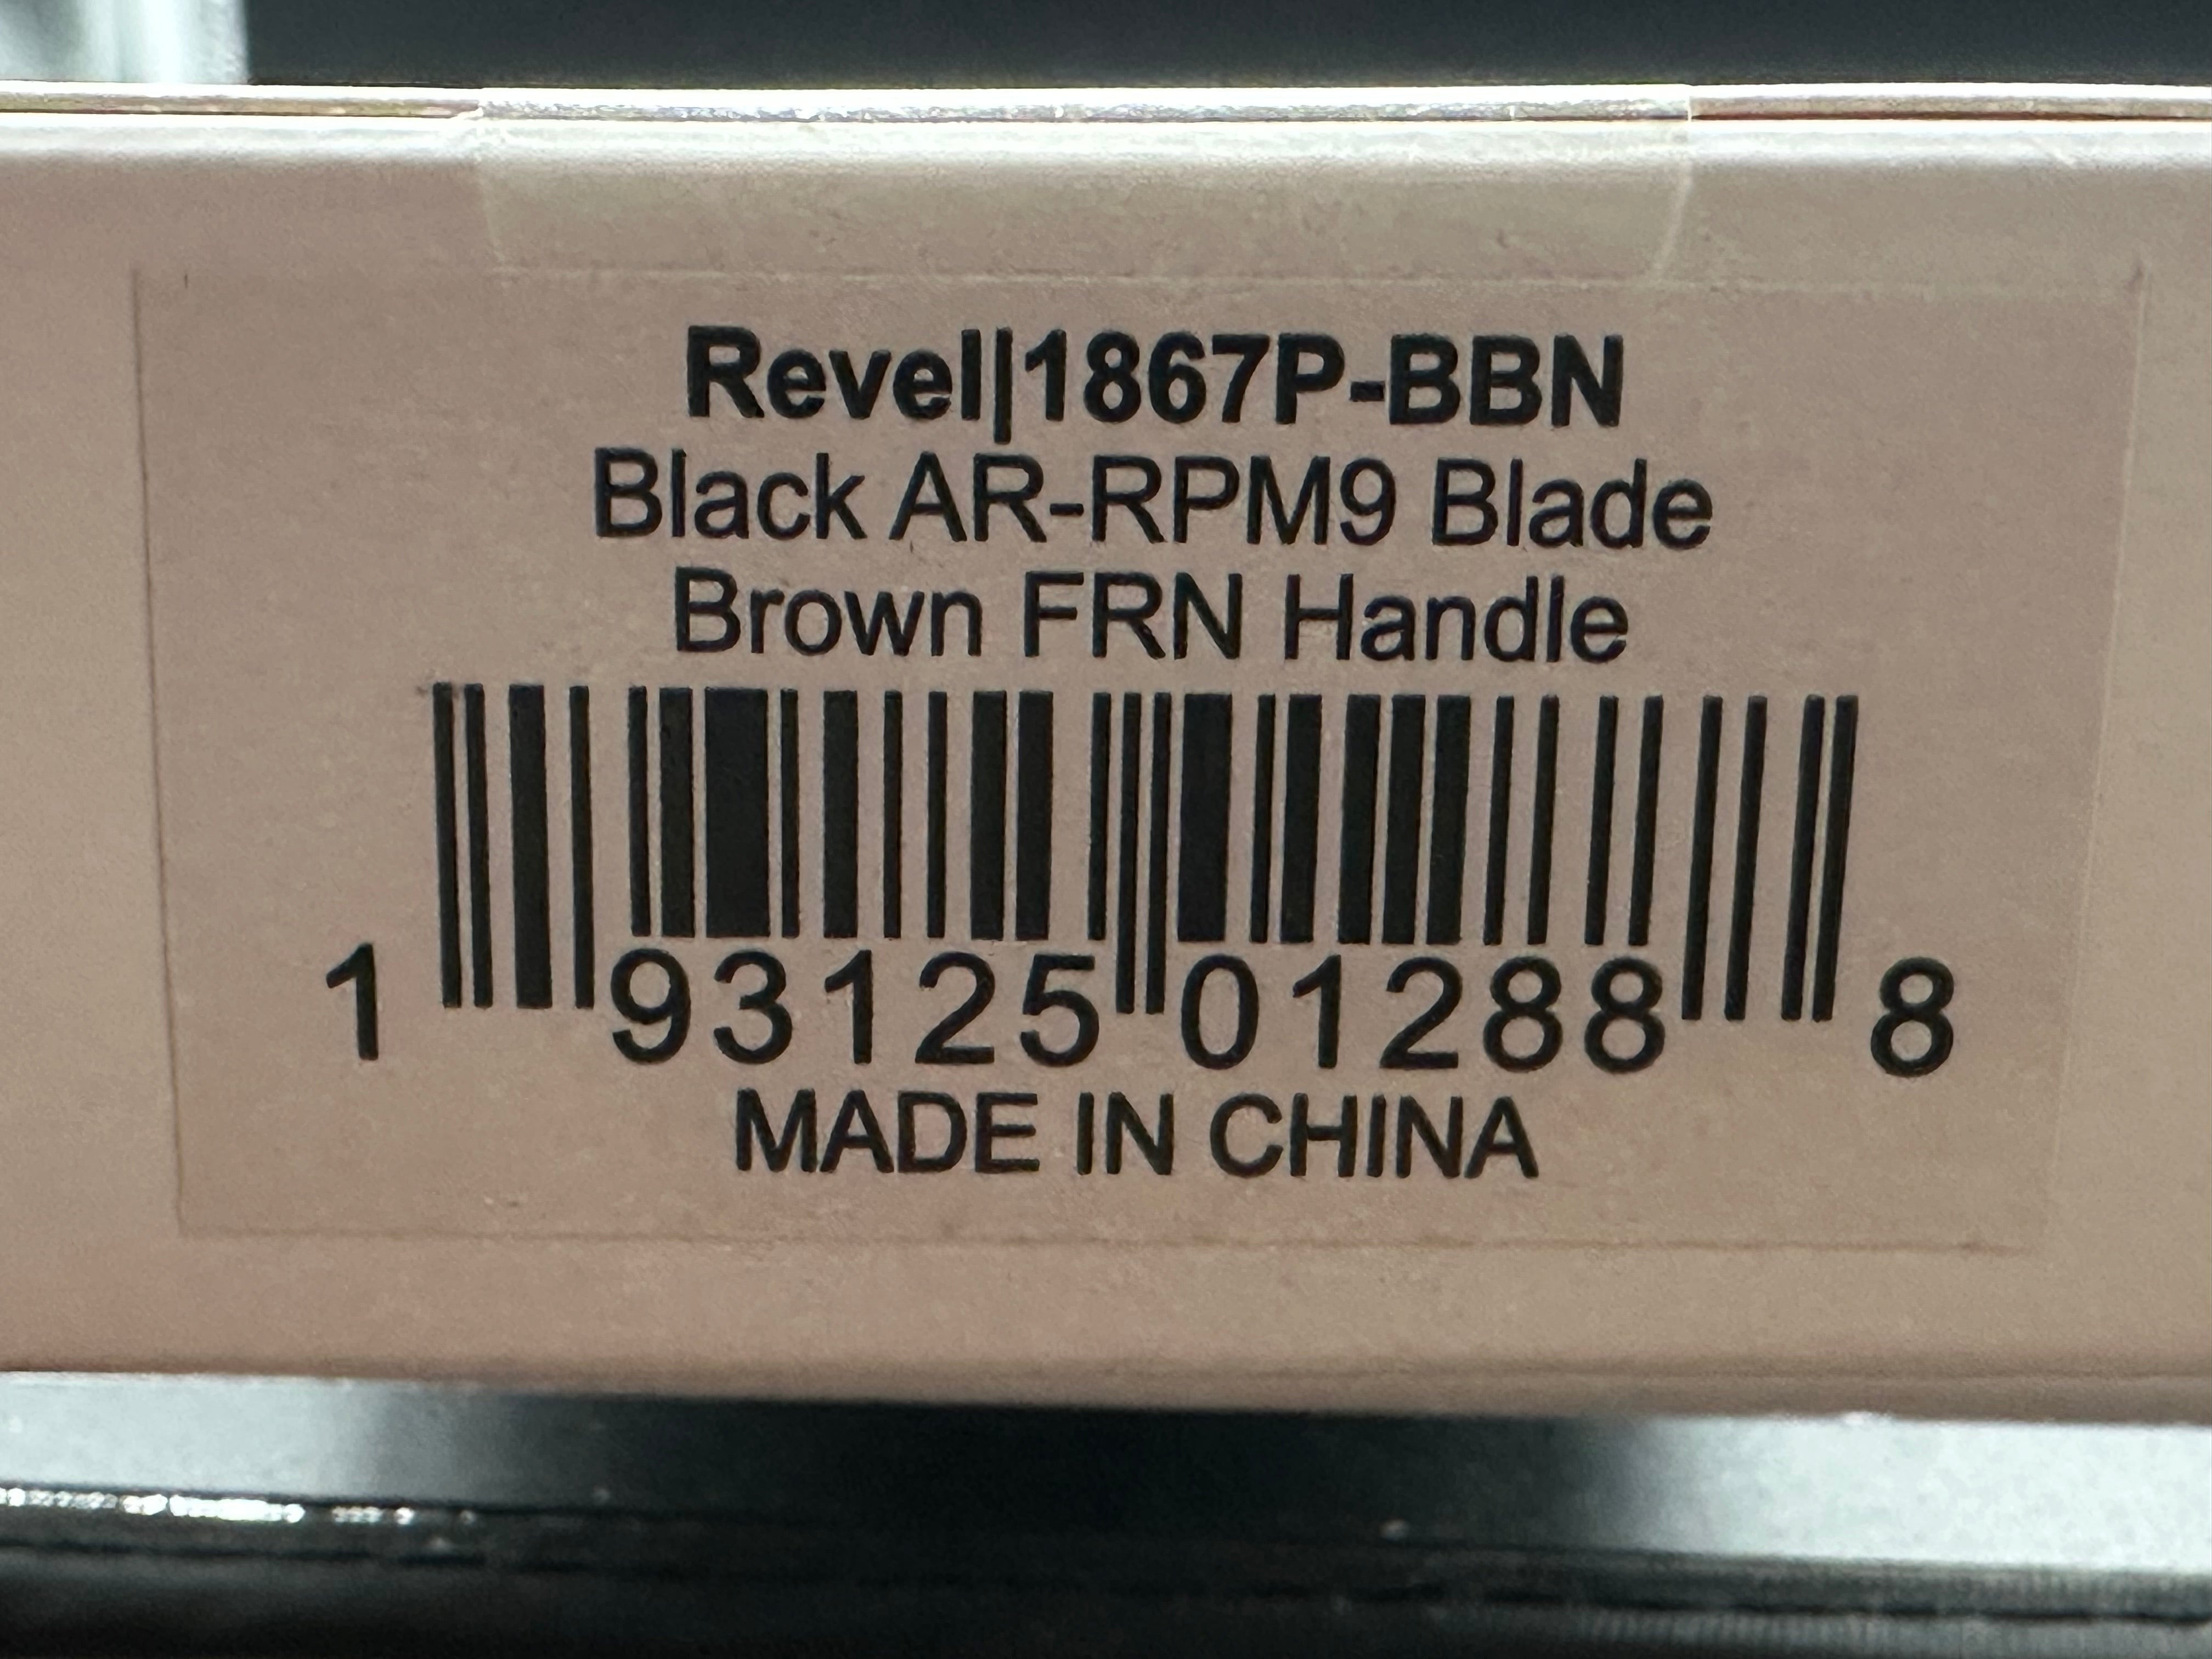 Revel|1867P-BBN
Black AR-RPM9 Blade
Brown FRN Handle
1 93125 01288 8
MADE IN CHINA